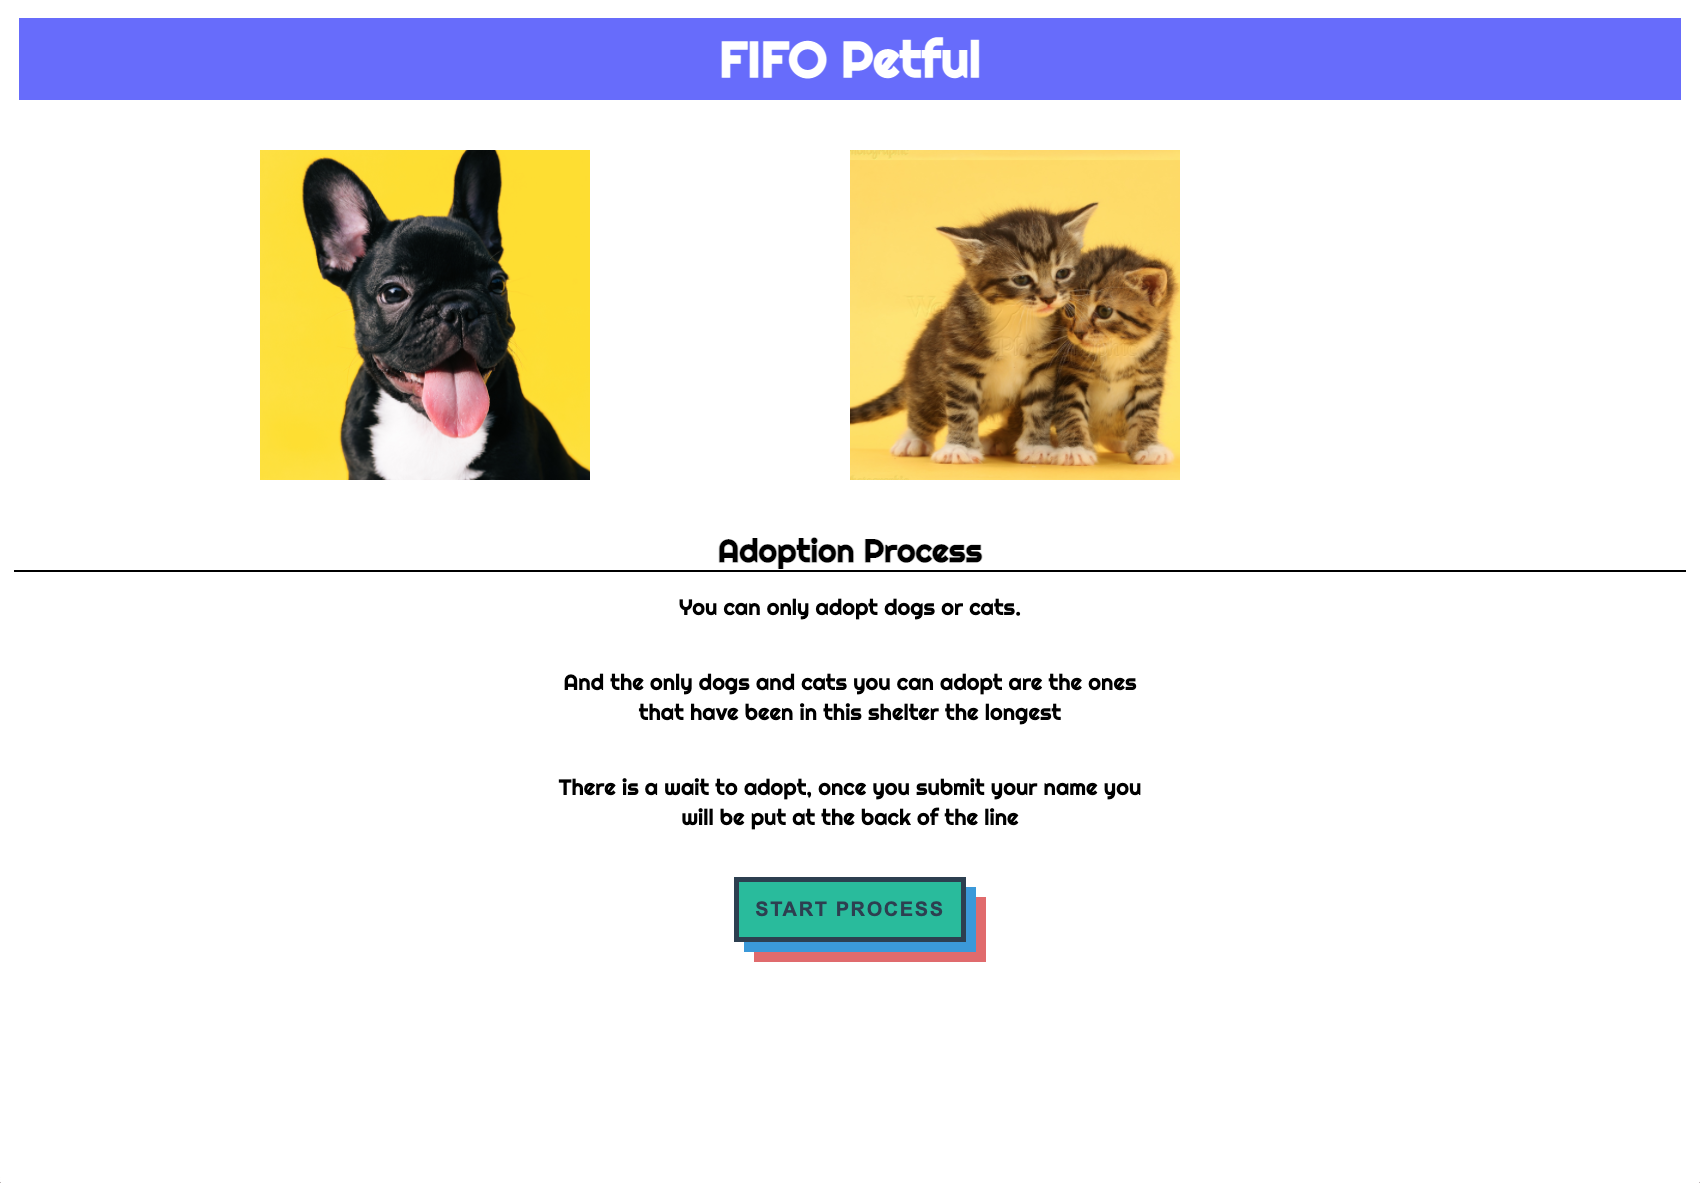 FIFO Petful
Adoption Process
You can only adopt dogs or cats.
And the only dogs and cats you can adopt are the ones
that have been in this shelter the longest
There is a wait to adopt, once you submit your name you
will be put at the back of the line
START PROCESS